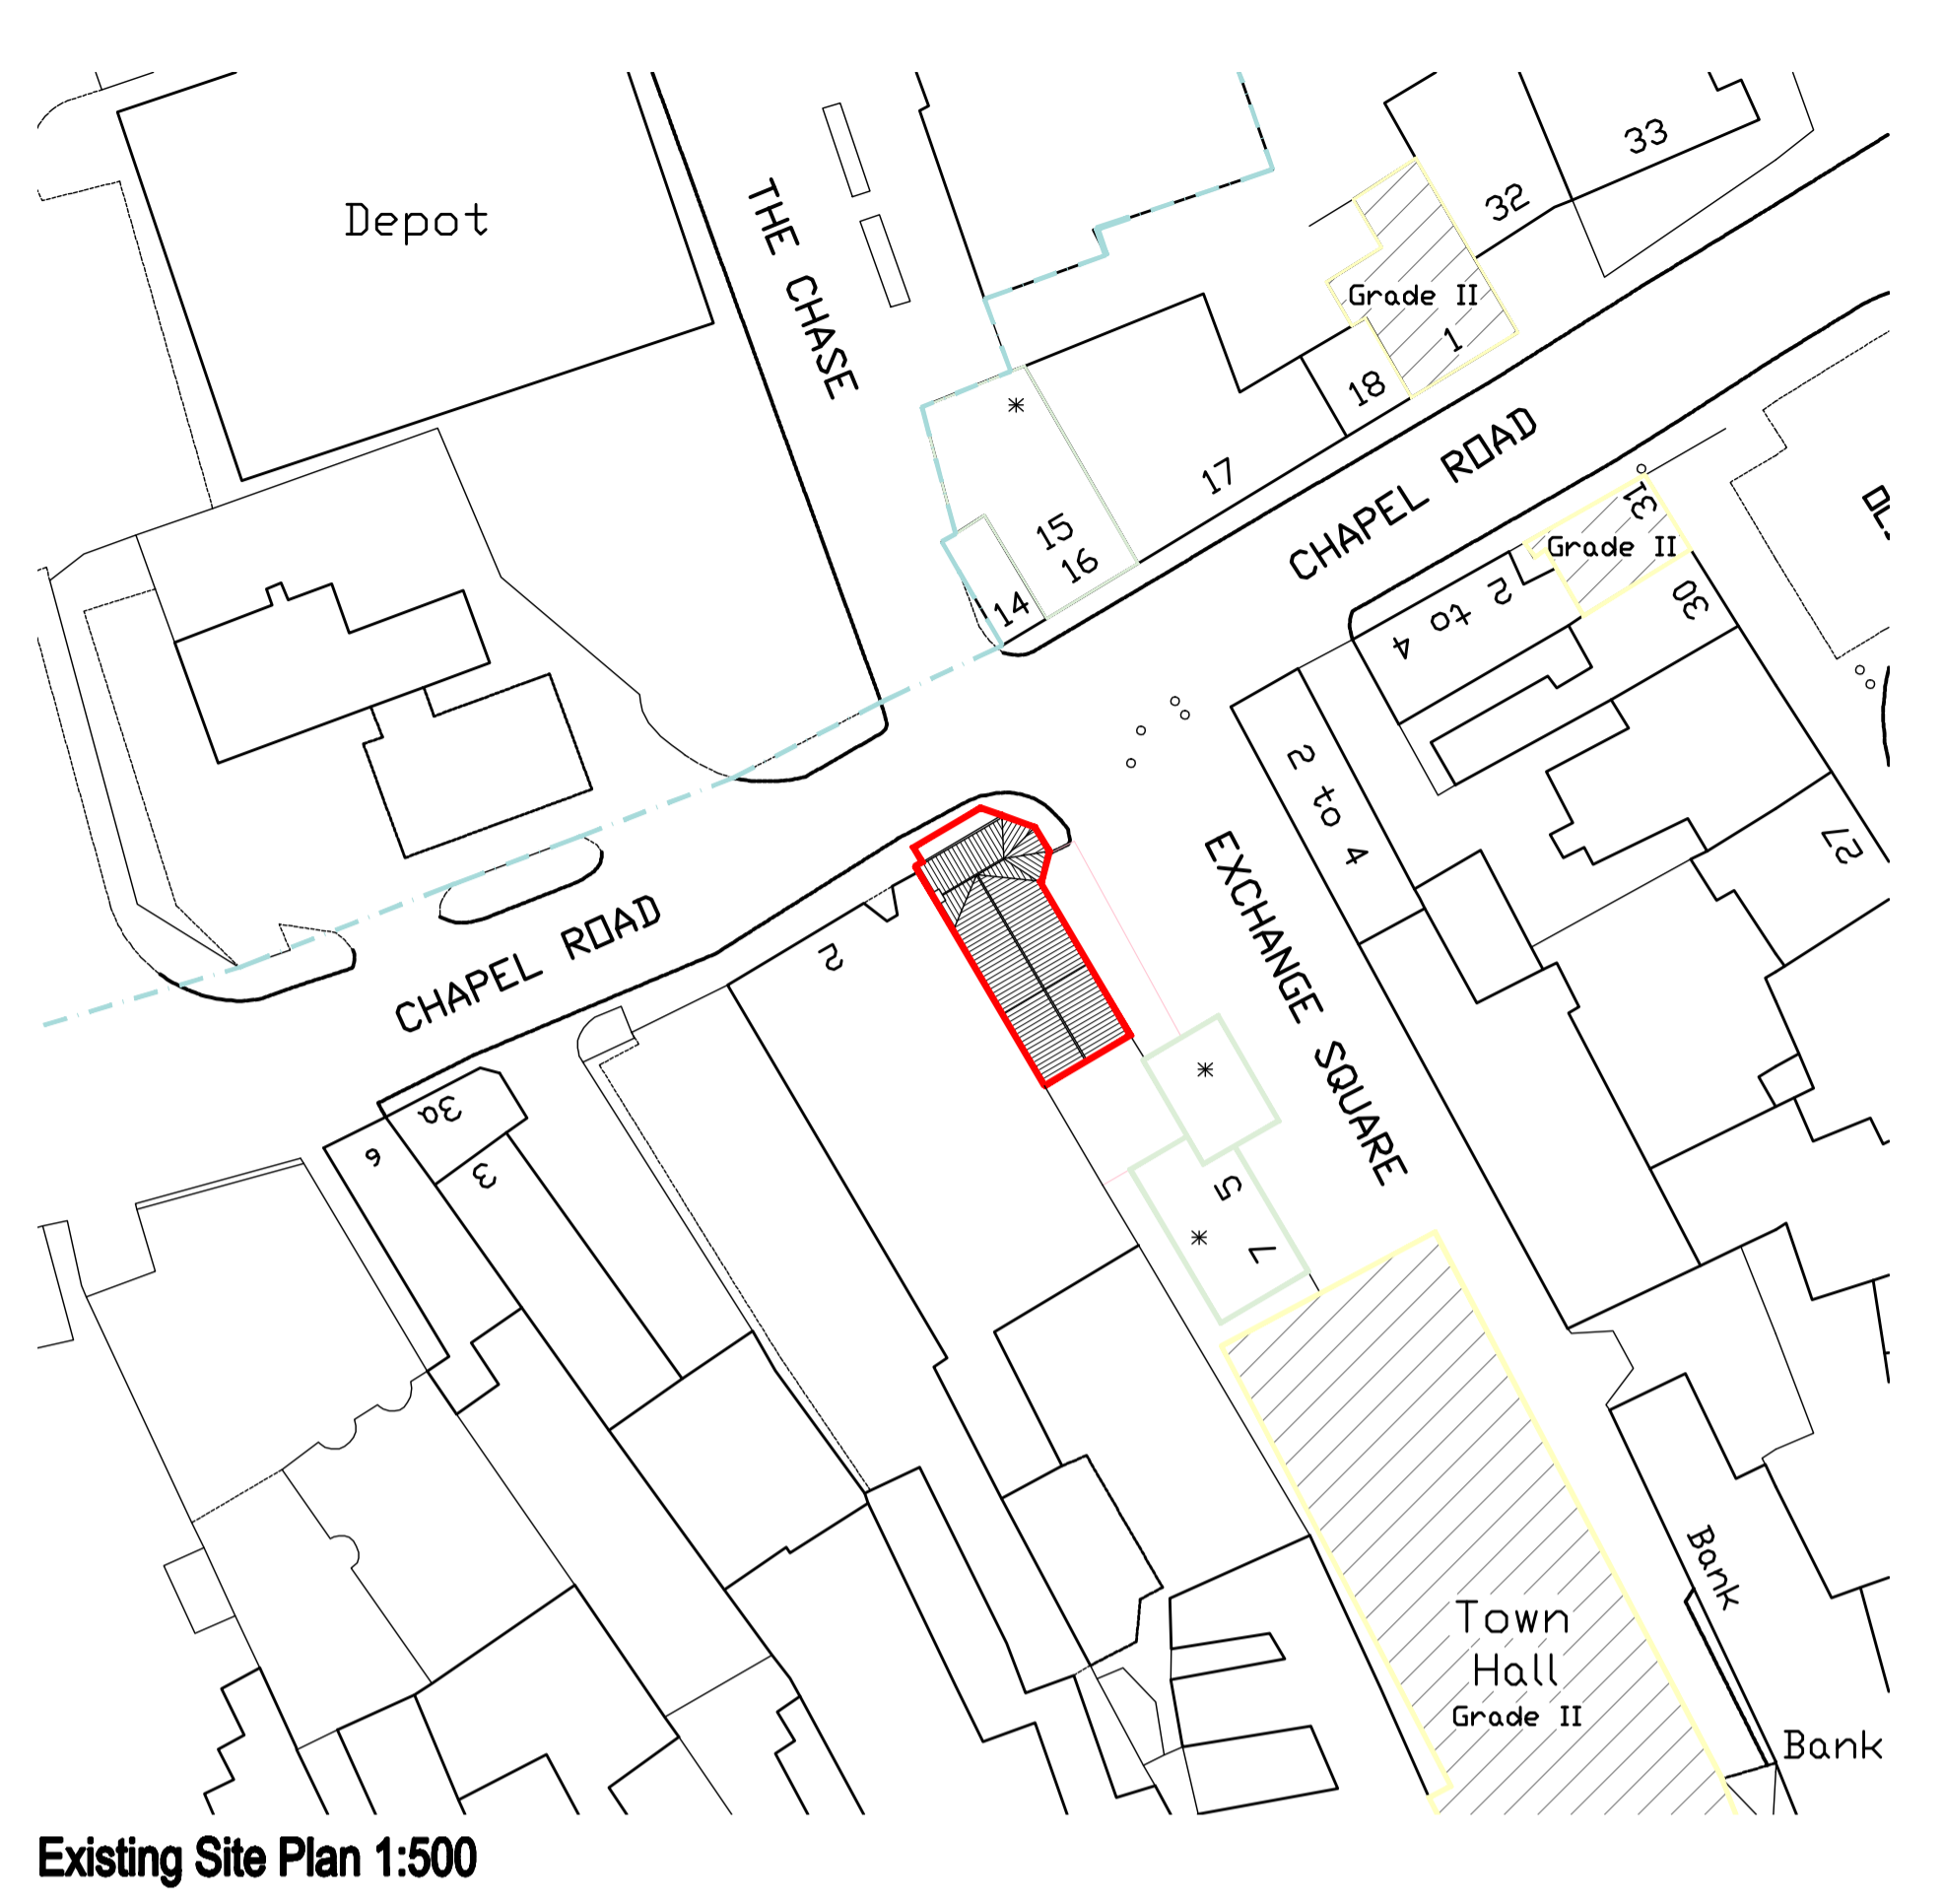 33
32
Depot
THE CHASE
Grade II
1
18
17
CHAPEL ROAD
15
16
14
31
Grade II
30
2 to 4
2 to 4
27
CHAPEL ROAD
2
EXCHANGE SQUARE
3a
6
3
5
7
Town
Hall
Grade II
Bank
Bank
Existing Site Plan 1:500